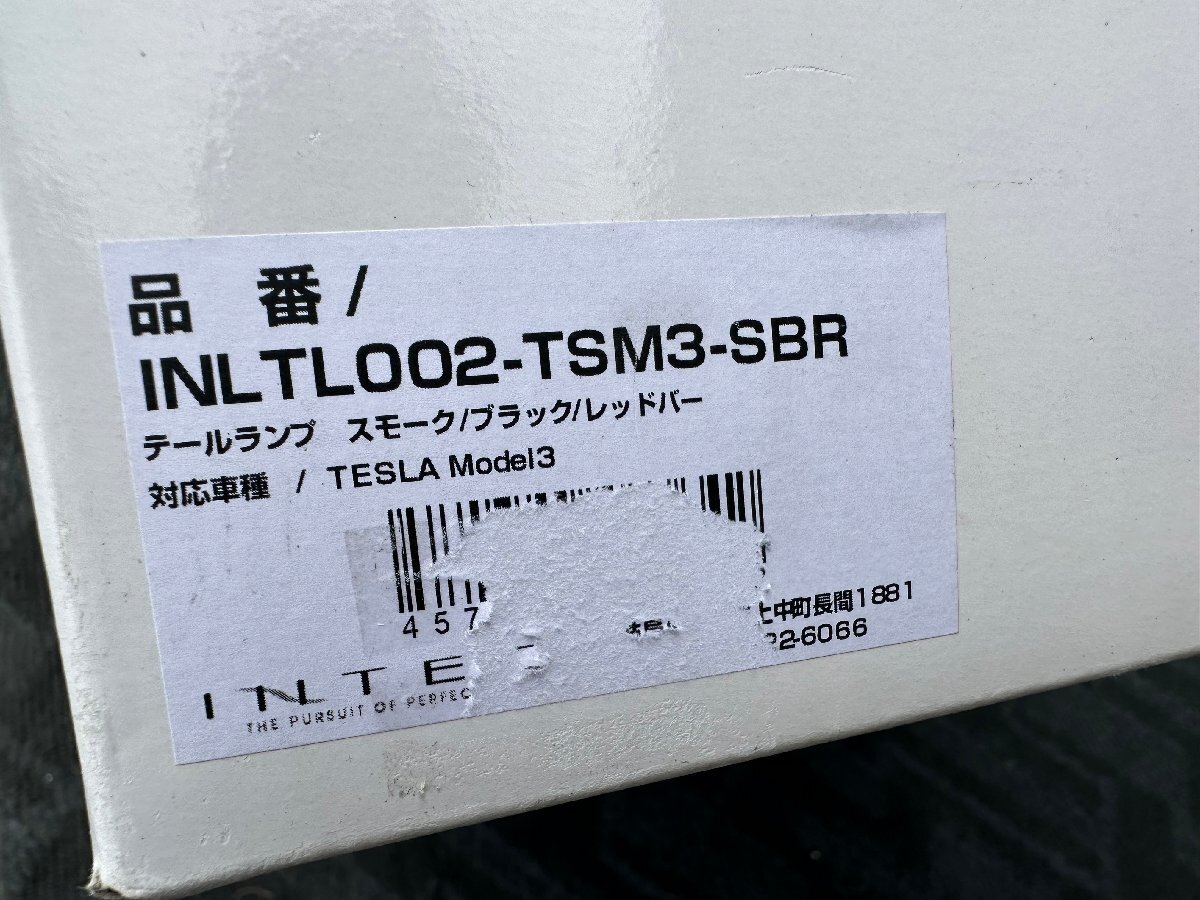 品 番 /
INLTL002-TSM3-SBR
テールランプ スモーク/ブラック/レッドバー
対応車種 / TESLA Model3
457
中町長間1881
2-6066
INTE
THE PURSUIT OF PERFEC